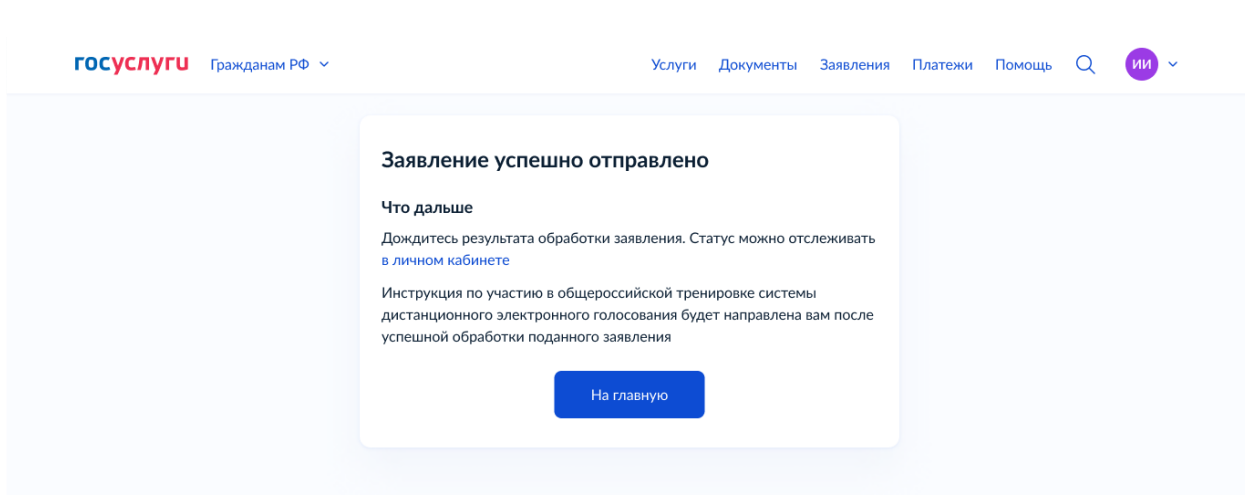 госуслуги Гражданам РФ Услуги Документы Заявления Платежи Помощь ИИ
Заявление успешно отправлено
Что дальше
Дождитесь результата обработки заявления. Статус можно отслеживать
в личном кабинете
Инструкция по участию в общероссийской тренировке системы
дистанционного электронного голосования будет направлена вам после
успешной обработки поданного заявления
На главную